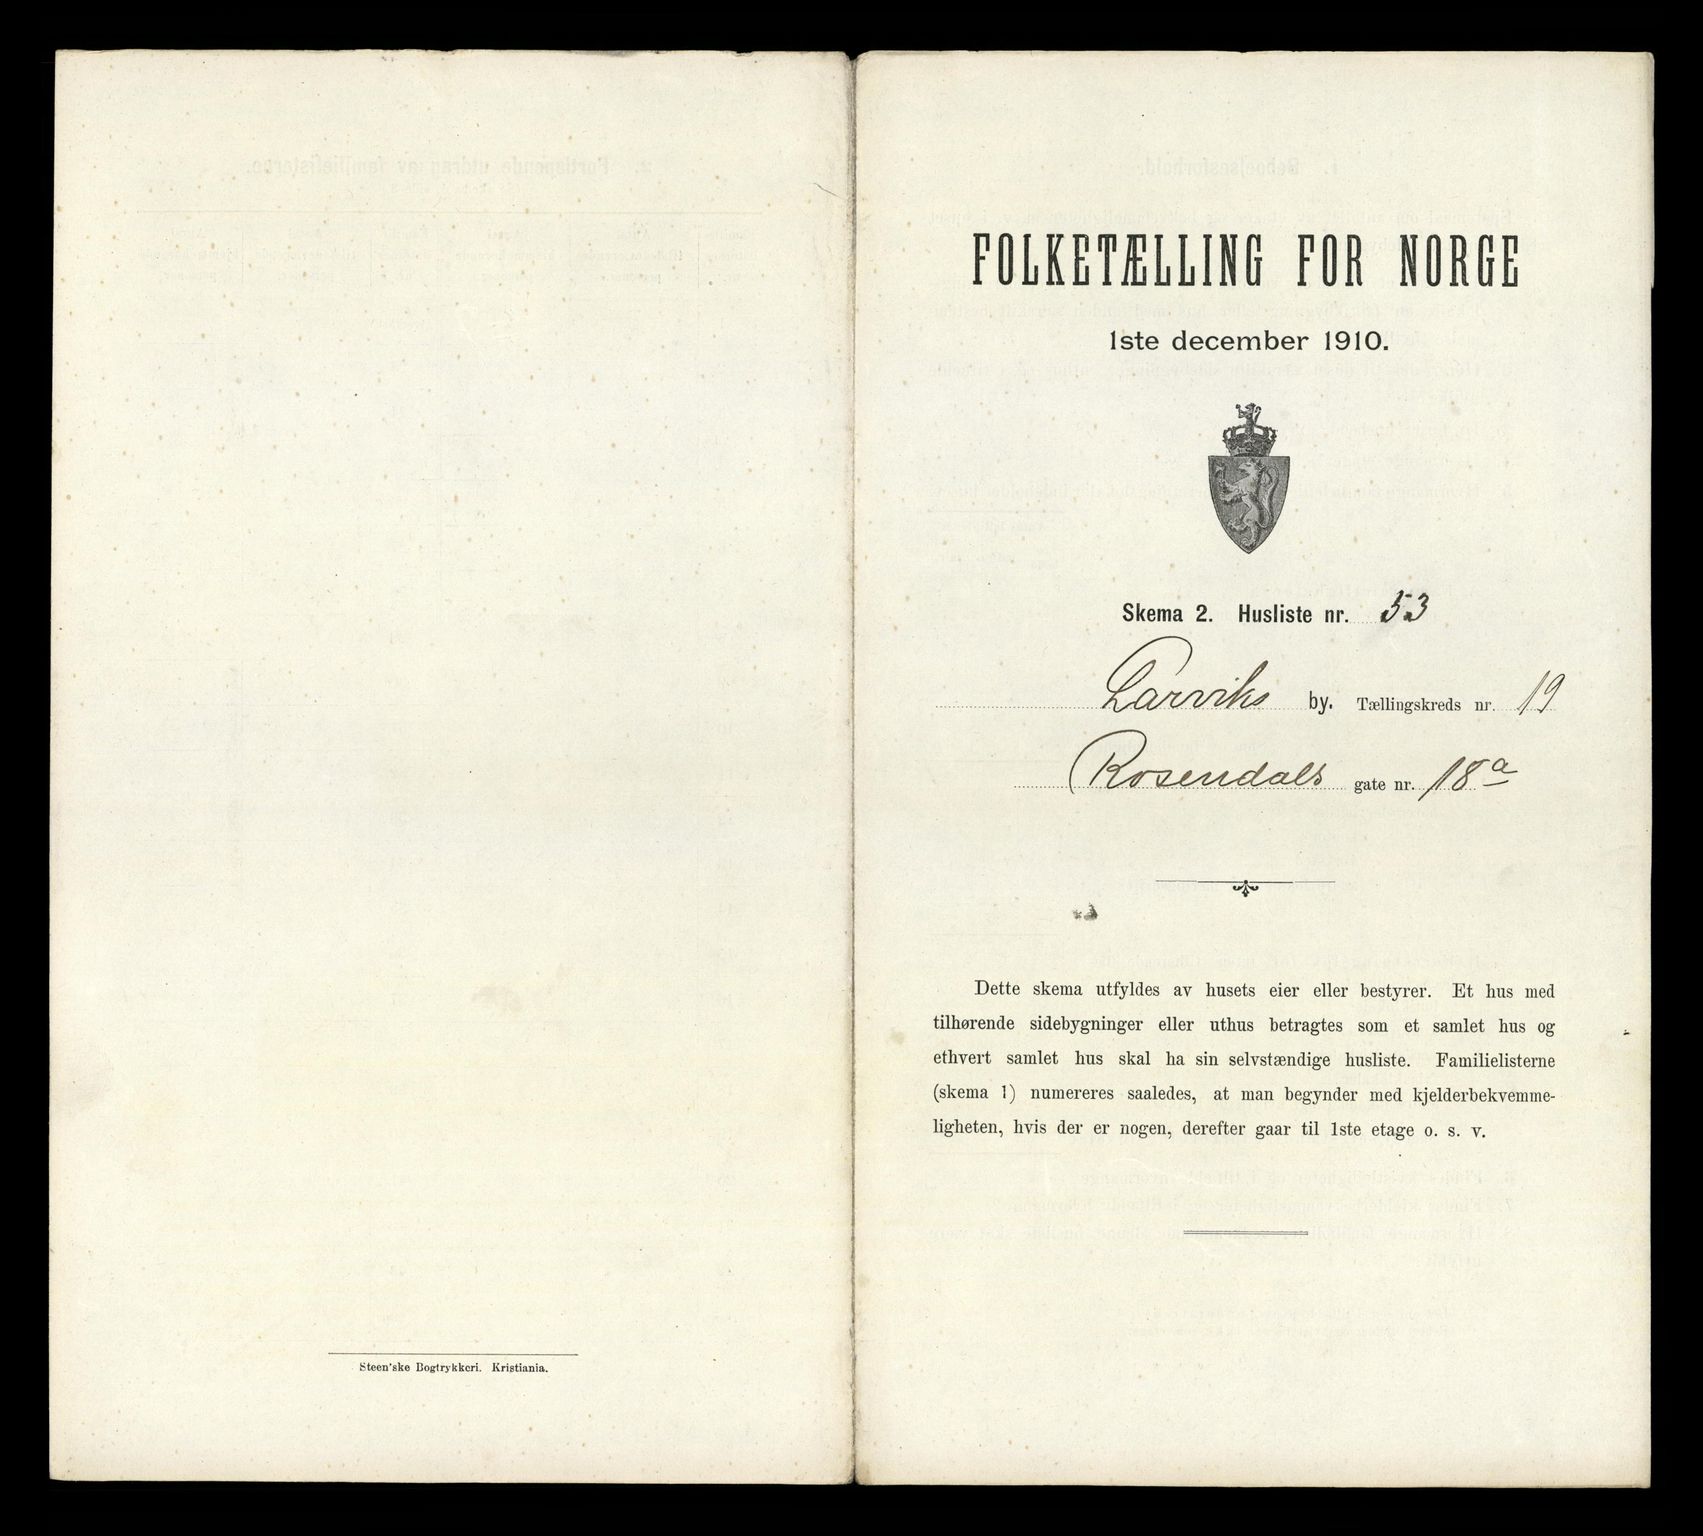 FOLKETÆLLING FOR NORGE
1ste december 1910.
Skema 2. Husliste nr. 53
Larviks by. Tællingskreds nr. 19
Rosendals gate nr. 18a
Dette skema utfyldes av husets eier eller bestyrer. Et hus med
tilhørende sidebygninger eller uthus betragtes som et samlet hus og
ethvert samlet hus skal ha sin selvstændige husliste. Familielisterne
(skema 1) numereres saaledes, at man begynder med kjelderbekvemme-
ligheten, hvis der er nogen, derefter gaar til 1ste etage o. s. v.
Steen'ske Bogtrykkeri. Kristiania.